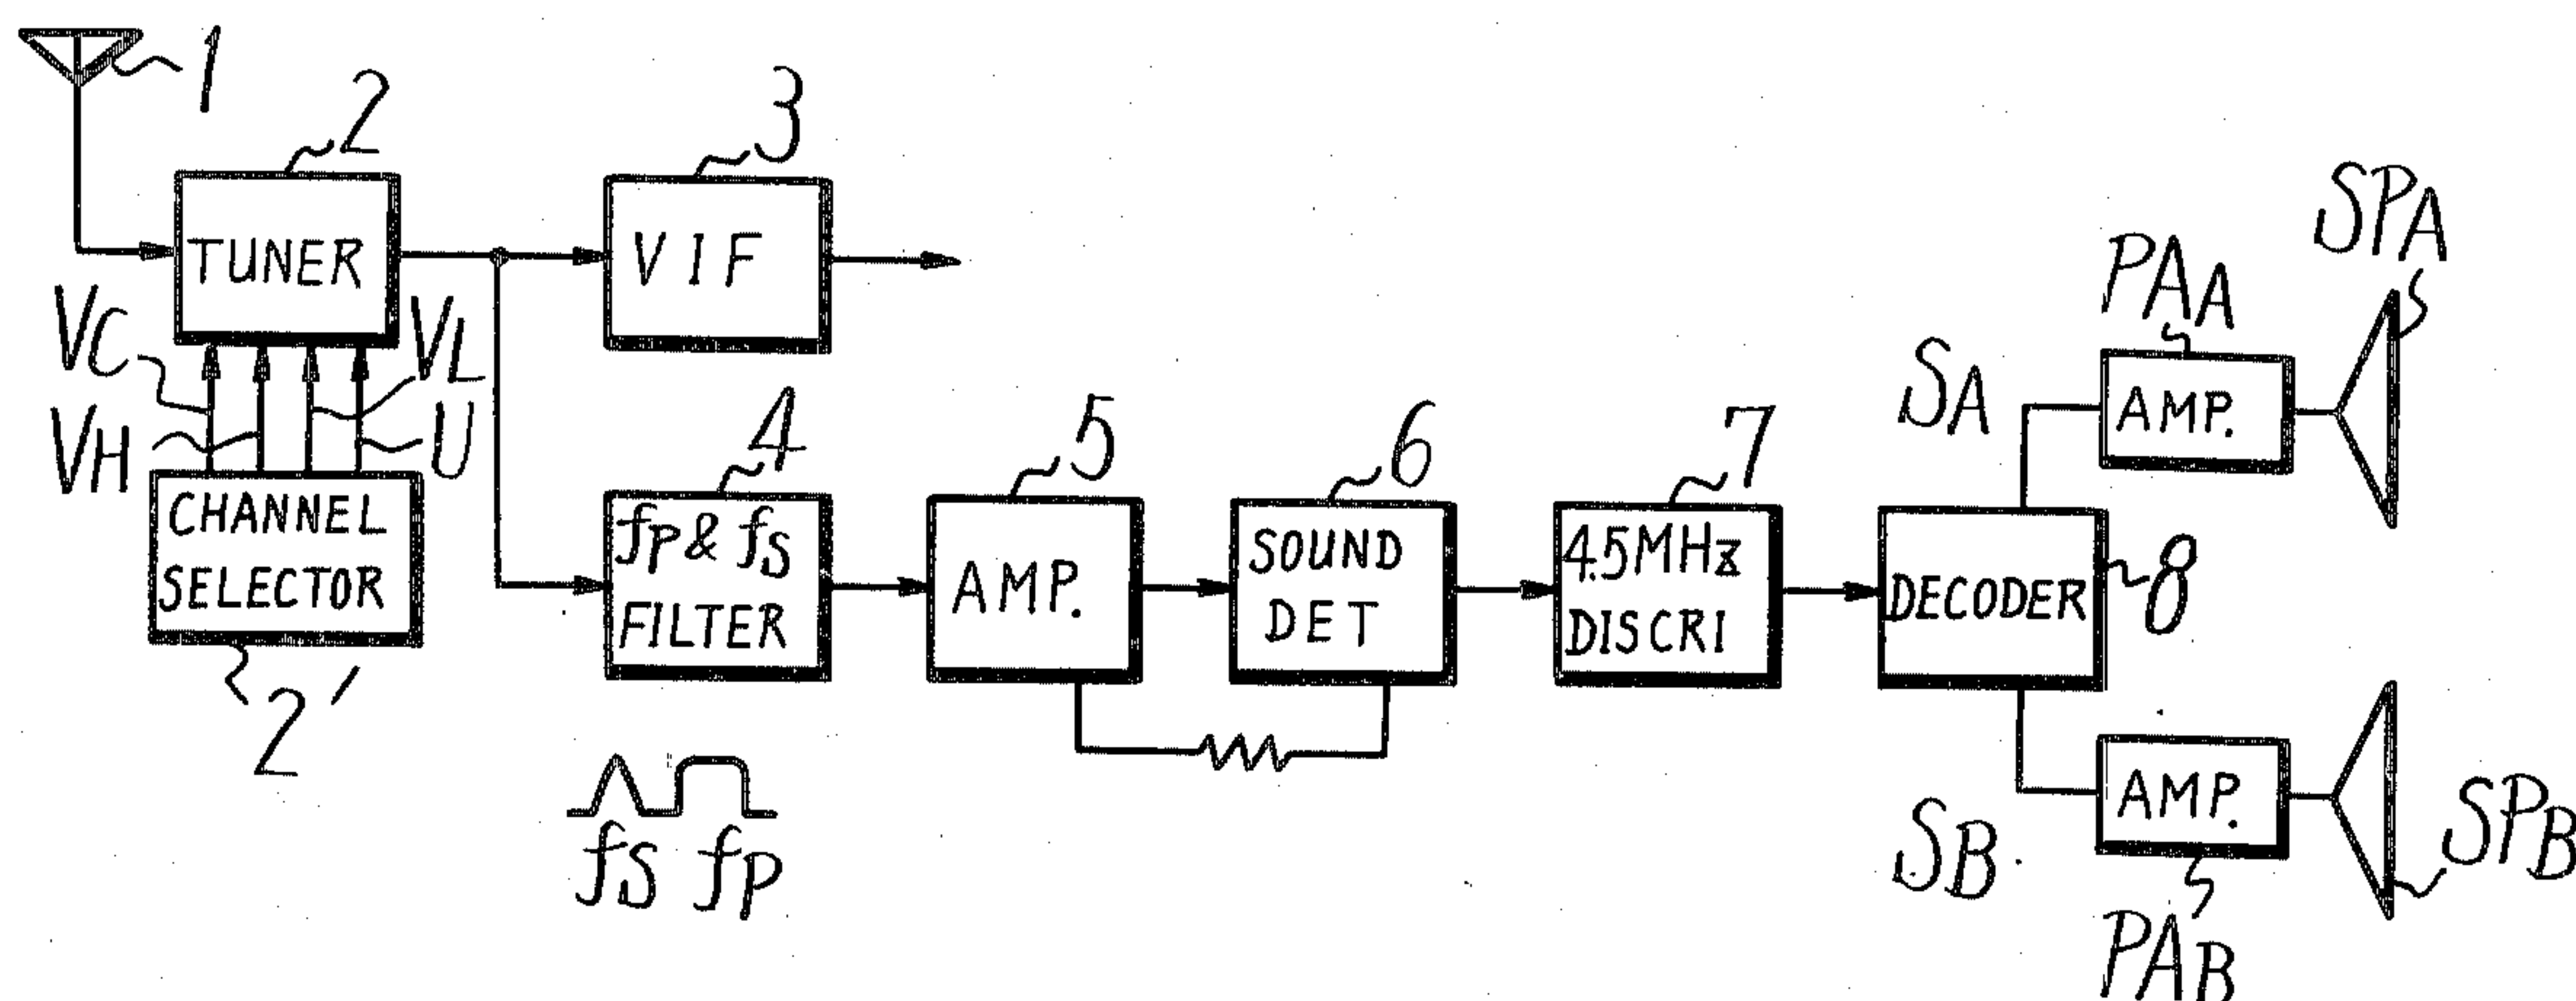 1
2
TUNER
3
VIF
VC
VL
VH
U
CHANNEL
SELECTOR
2'
4
fP & fS
FILTER
fS fP
5
AMP.
6
SOUND
DET
7
4.5MHz
DISCRI
DECODER
8
SA
PAA
AMP.
SPA
SB
AMP.
PAB
SPB